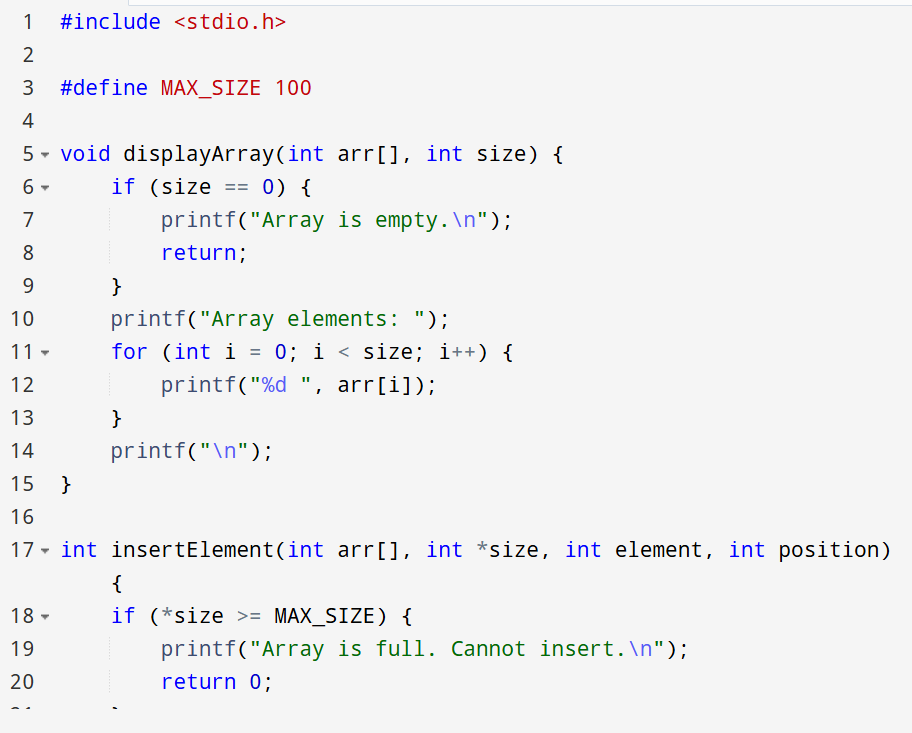 1 #include <stdio.h>
2
3 #define MAX_SIZE 100
4
5 void displayArray(int arr[], int size) {
6     if (size == 0) {
7         printf("Array is empty.\n");
8         return;
9     }
10     printf("Array elements: ");
11     for (int i = 0; i < size; i++) {
12         printf("%d ", arr[i]);
13     }
14     printf("\n");
15 }
16
17 int insertElement(int arr[], int *size, int element, int position)
    {
18     if (*size >= MAX_SIZE) {
19         printf("Array is full. Cannot insert.\n");
20         return 0;